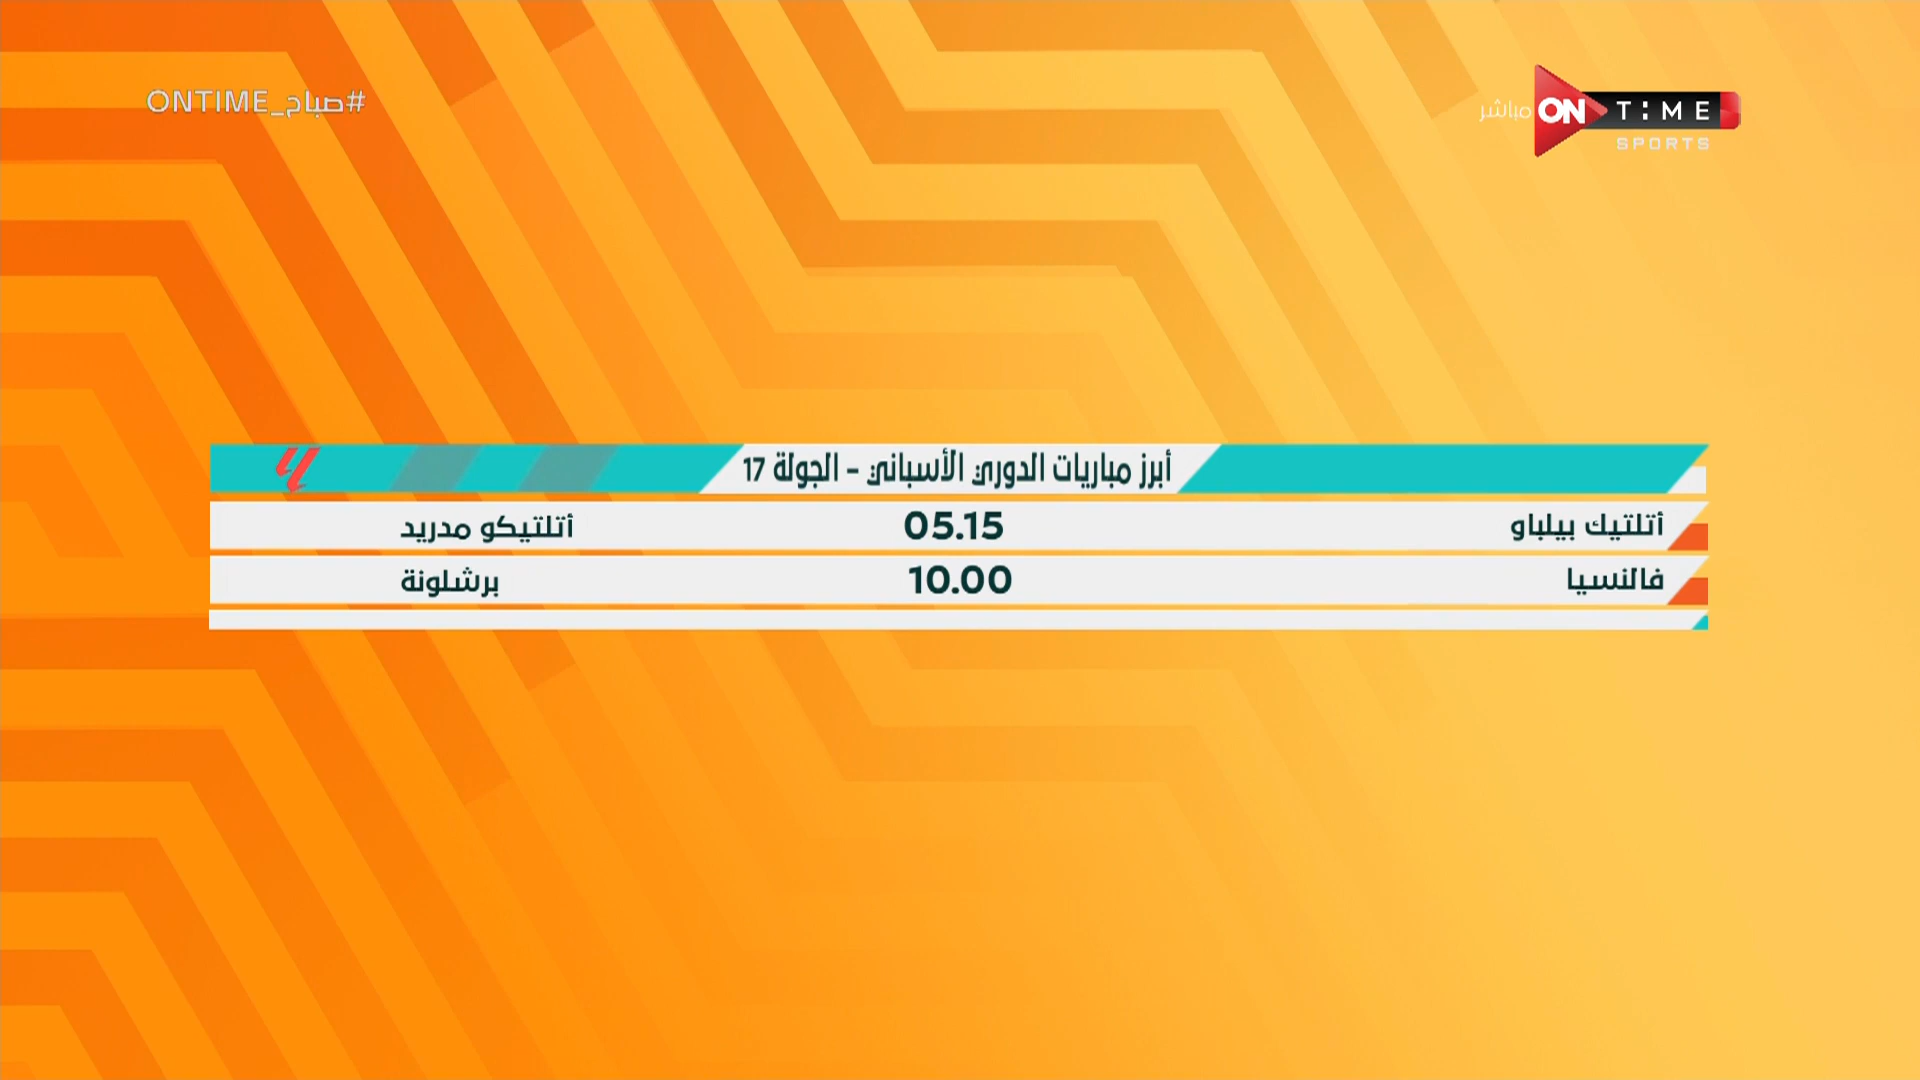 #صباح_ONTIME
مباشر ON TIME
SPORTS
أبرز مباريات الدوري الأسباني - الجولة 17
أتلتيك بيلباو 05.15 أتلتيكو مدريد
فالنسيا 10.00 برشلونة